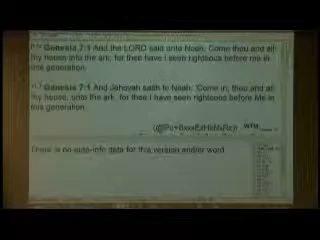 Genesis 7:1 And the LORD said unto Noah, Come thou and all
thy house into the ark; for thee have I seen righteous before me in
this generation.
Genesis 7:1 And Jehovah saith to Noah, 'Come in, thou and all
thy house, unto the ark, for thee I have seen righteous before Me in
this generation
WTM
There is no side-info data for this version and/or word